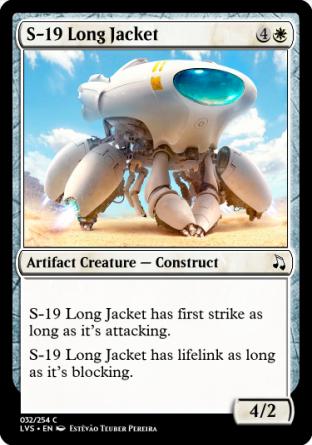 S-19 Long Jacket 4
Artifact Creature — Construct
S-19 Long Jacket has first strike as
long as it's attacking.
S-19 Long Jacket has lifelink as long
as it's blocking.
4/2
032/254 C
LVS • EN Estêvão Teuber Pereira